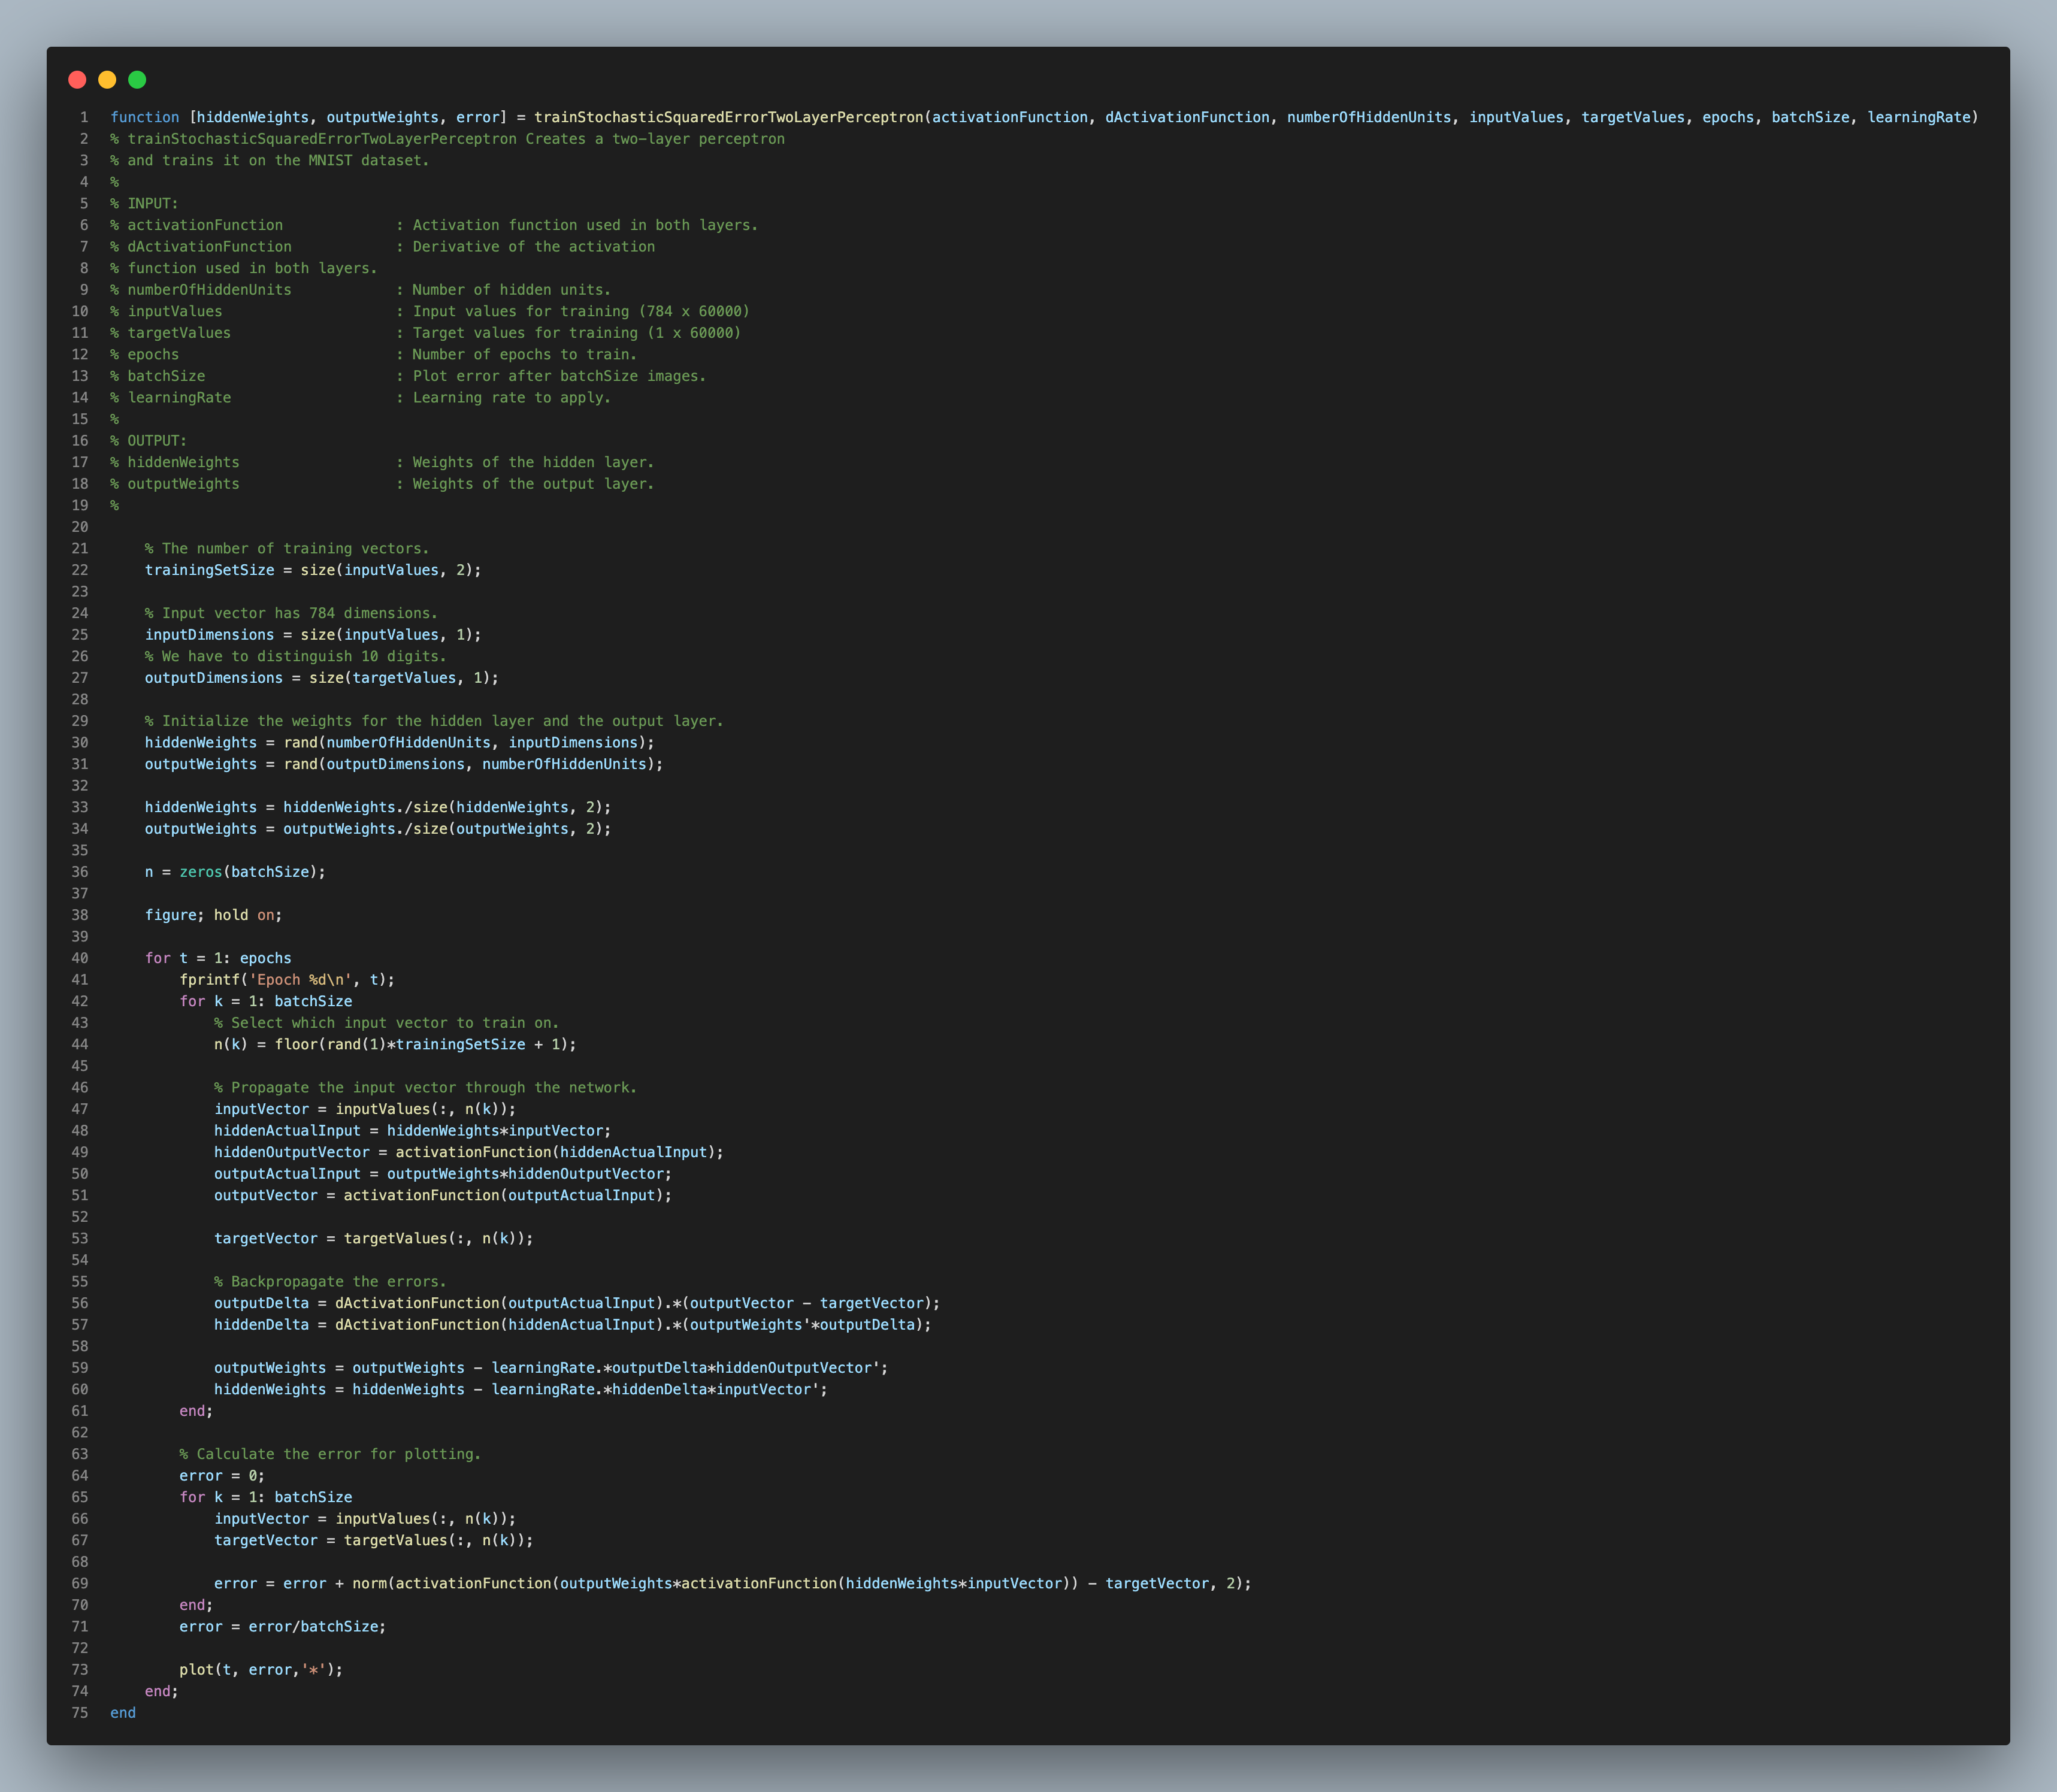 1 function [hiddenWeights, outputWeights, error] = trainStochasticSquaredErrorTwoLayerPerceptron(activationFunction, dActivationFunction, numberOfHiddenUnits, inputValues, targetValues, epochs, batchSize, learningRate)
2 % trainStochasticSquaredErrorTwoLayerPerceptron Creates a two-layer perceptron
3 % and trains it on the MNIST dataset.
4 %
5 % INPUT:
6 % activationFunction             : Activation function used in both layers.
7 % dActivationFunction            : Derivative of the activation
8 % function used in both layers.
9 % numberOfHiddenUnits            : Number of hidden units.
10 % inputValues                    : Input values for training (784 x 60000)
11 % targetValues                   : Target values for training (1 x 60000)
12 % epochs                         : Number of epochs to train.
13 % batchSize                      : Plot error after batchSize images.
14 % learningRate                   : Learning rate to apply.
15 %
16 % OUTPUT:
17 % hiddenWeights                  : Weights of the hidden layer.
18 % outputWeights                  : Weights of the output layer.
19 %
20
21     % The number of training vectors.
22     trainingSetSize = size(inputValues, 2);
23
24     % Input vector has 784 dimensions.
25     inputDimensions = size(inputValues, 1);
26     % We have to distinguish 10 digits.
27     outputDimensions = size(targetValues, 1);
28
29     % Initialize the weights for the hidden layer and the output layer.
30     hiddenWeights = rand(numberOfHiddenUnits, inputDimensions);
31     outputWeights = rand(outputDimensions, numberOfHiddenUnits);
32
33     hiddenWeights = hiddenWeights./size(hiddenWeights, 2);
34     outputWeights = outputWeights./size(outputWeights, 2);
35
36     n = zeros(batchSize);
37
38     figure; hold on;
39
40     for t = 1: epochs
41         fprintf('Epoch %d\n', t);
42         for k = 1: batchSize
43             % Select which input vector to train on.
44             n(k) = floor(rand(1)*trainingSetSize + 1);
45
46             % Propagate the input vector through the network.
47             inputVector = inputValues(:, n(k));
48             hiddenActualInput = hiddenWeights*inputVector;
49             hiddenOutputVector = activationFunction(hiddenActualInput);
50             outputActualInput = outputWeights*hiddenOutputVector;
51             outputVector = activationFunction(outputActualInput);
52
53             targetVector = targetValues(:, n(k));
54
55             % Backpropagate the errors.
56             outputDelta = dActivationFunction(outputActualInput).*(outputVector - targetVector);
57             hiddenDelta = dActivationFunction(hiddenActualInput).*(outputWeights'*outputDelta);
58
59             outputWeights = outputWeights - learningRate.*outputDelta*hiddenOutputVector';
60             hiddenWeights = hiddenWeights - learningRate.*hiddenDelta*inputVector';
61         end;
62
63         % Calculate the error for plotting.
64         error = 0;
65         for k = 1: batchSize
66             inputVector = inputValues(:, n(k));
67             targetVector = targetValues(:, n(k));
68
69             error = error + norm(activationFunction(outputWeights*activationFunction(hiddenWeights*inputVector)) - targetVector, 2);
70         end;
71         error = error/batchSize;
72
73         plot(t, error,'*');
74     end;
75 end